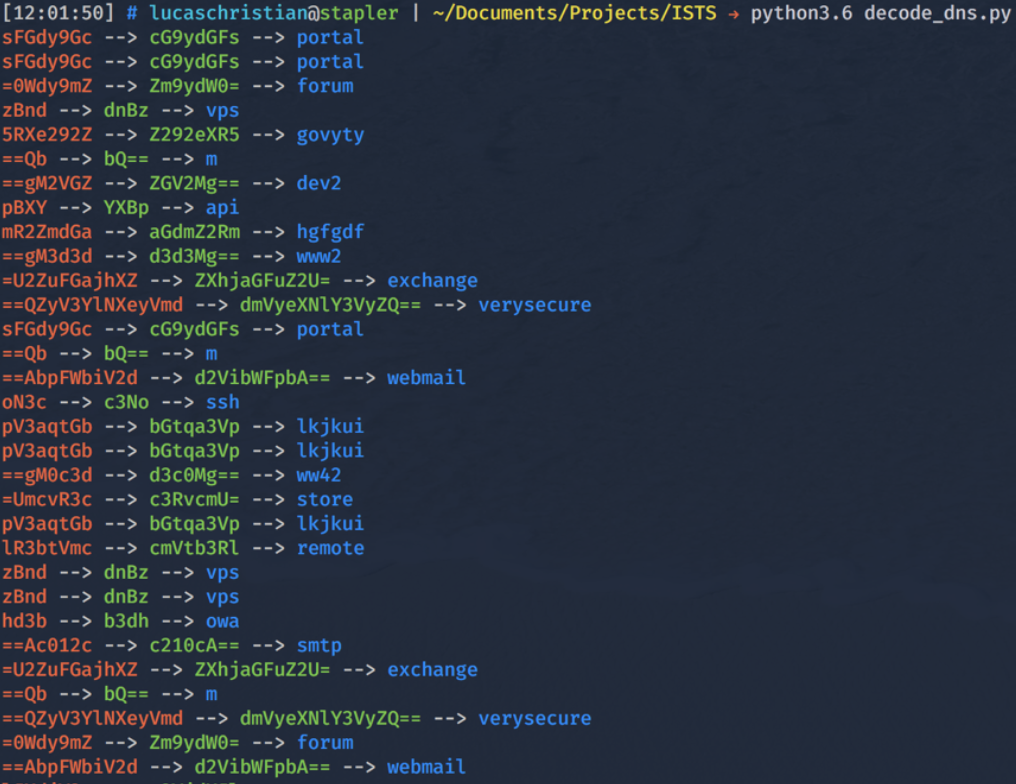 [12:01:50] # lucaschristian@stapler | ~/Documents/Projects/ISTS → python3.6 decode_dns.py
sFGdy9Gc --> cG9ydGFs --> portal
sFGdy9Gc --> cG9ydGFs --> portal
=0Wdy9mZ --> Zm9ydW0= --> forum
zBnd --> dnBz --> vps
5RXe292Z --> Z292eXR5 --> govyty
==Qb --> bQ== --> m
==gM2VGZ --> ZGV2Mg== --> dev2
pBXY --> YXBp --> api
mR2ZmdGa --> aGdmZ2Rm --> hgfgdf
==gM3d3d --> d3d3Mg== --> www2
=U2ZuFGajhXZ --> ZXhjaGFuZ2U= --> exchange
==QZyV3YlNXeyVmd --> dmVyeXNlY3VyZQ== --> verysecure
sFGdy9Gc --> cG9ydGFs --> portal
==Qb --> bQ== --> m
==AbpFWbiV2d --> d2VibWFpbA== --> webmail
oN3c --> c3No --> ssh
pV3aqtGb --> bGtqa3Vp --> lkjkui
pV3aqtGb --> bGtqa3Vp --> lkjkui
==gM0c3d --> d3c0Mg== --> ww42
=UmcvR3c --> c3RvcmU= --> store
pV3aqtGb --> bGtqa3Vp --> lkjkui
lR3btVmc --> cmVtb3Rl --> remote
zBnd --> dnBz --> vps
zBnd --> dnBz --> vps
hd3b --> b3dh --> owa
==Ac012c --> c210cA== --> smtp
=U2ZuFGajhXZ --> ZXhjaGFuZ2U= --> exchange
==Qb --> bQ== --> m
==QZyV3YlNXeyVmd --> dmVyeXNlY3VyZQ== --> verysecure
=0Wdy9mZ --> Zm9ydW0= --> forum
==AbpFWbiV2d --> d2VibWFpbA== --> webmail